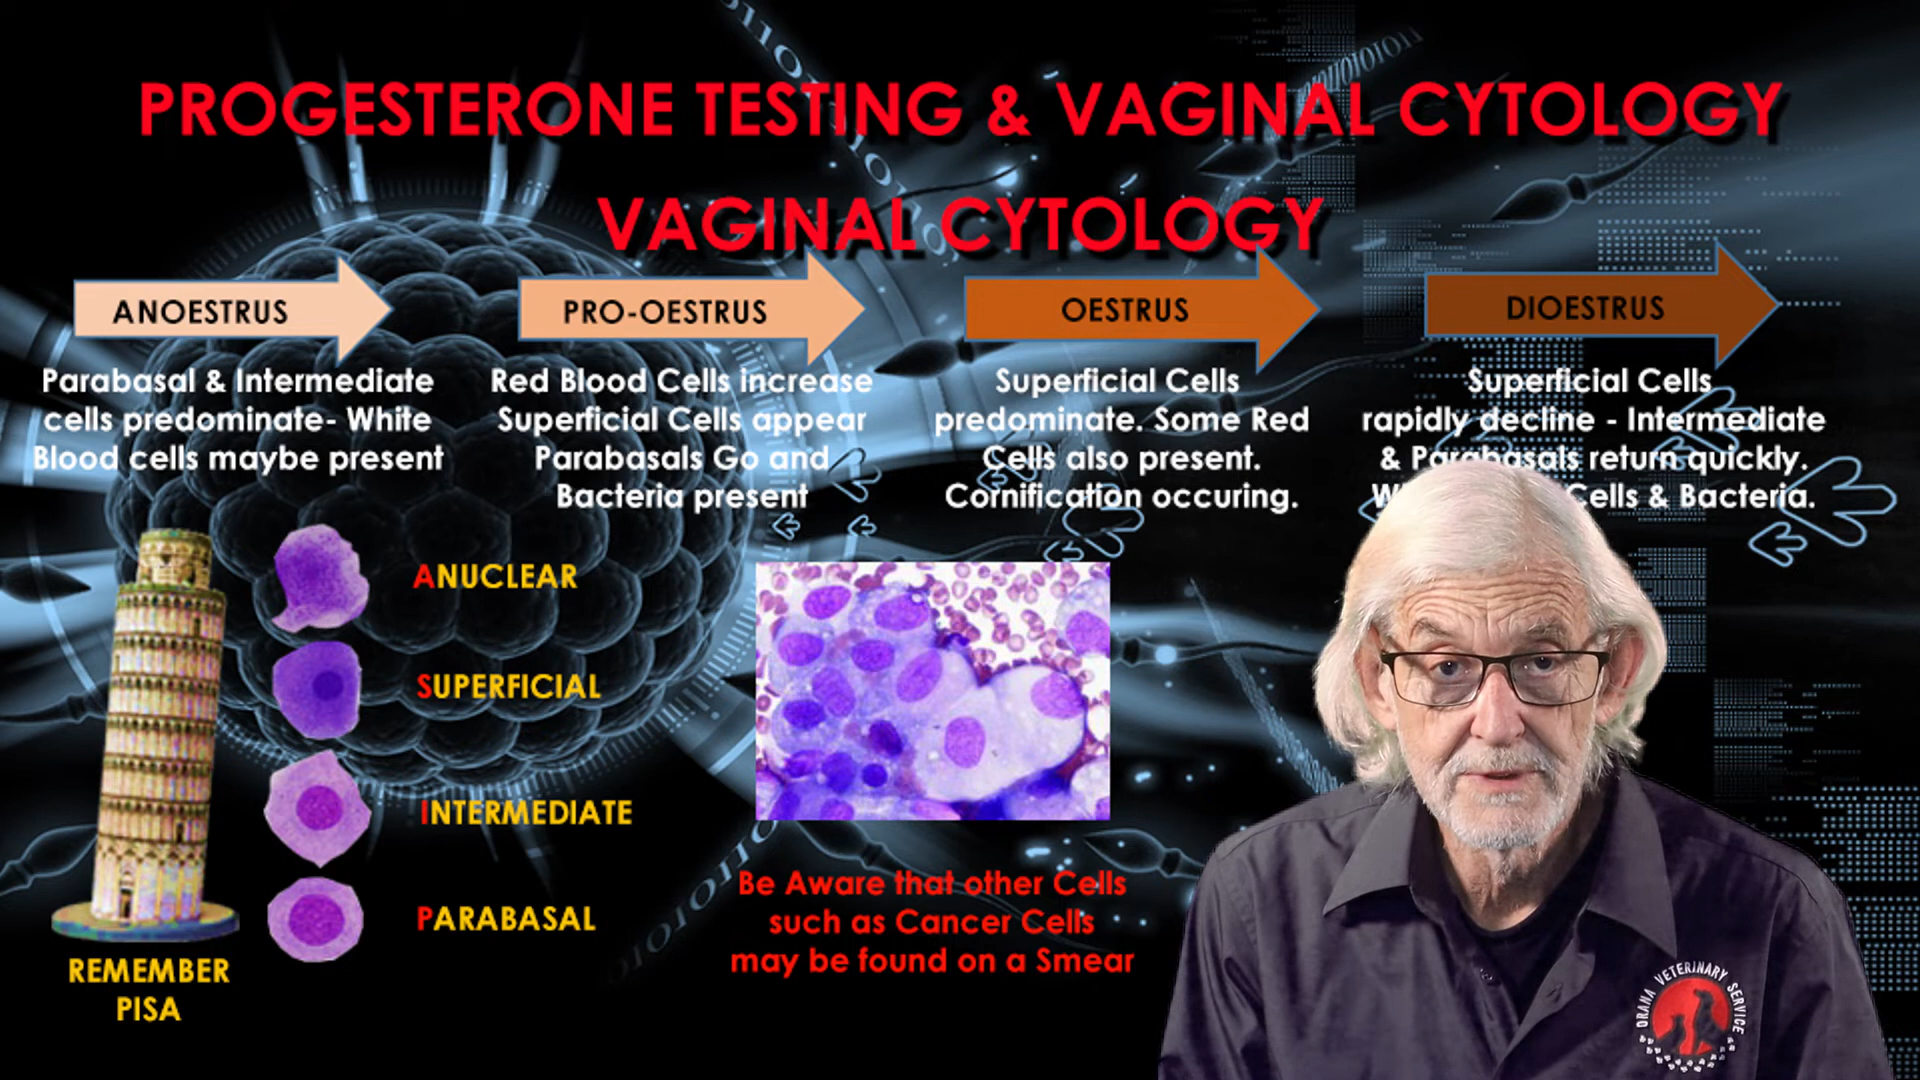 PROGESTERONE TESTING & VAGINAL CYTOLOGY
VAGINAL CYTOLOGY
ANOESTRUS
Parabasal & Intermediate
cells predominate- White
Blood cells maybe present
PRO-OESTRUS
Red Blood Cells increase
Superficial Cells appear
Parabasals Go and
Bacteria present
OESTRUS
Superficial Cells
predominate. Some Red
Cells also present.
Cornification occuring.
DIOESTRUS
Superficial Cells
rapidly decline - Intermediate
& Parabasals return quickly.
Cells & Bacteria.
ANUCLEAR
SUPERFICIAL
INTERMEDIATE
PARABASAL
REMEMBER
PISA
Be Aware that other Cells
such as Cancer Cells
may be found on a Smear
ORANA VETERINARY SERVICE